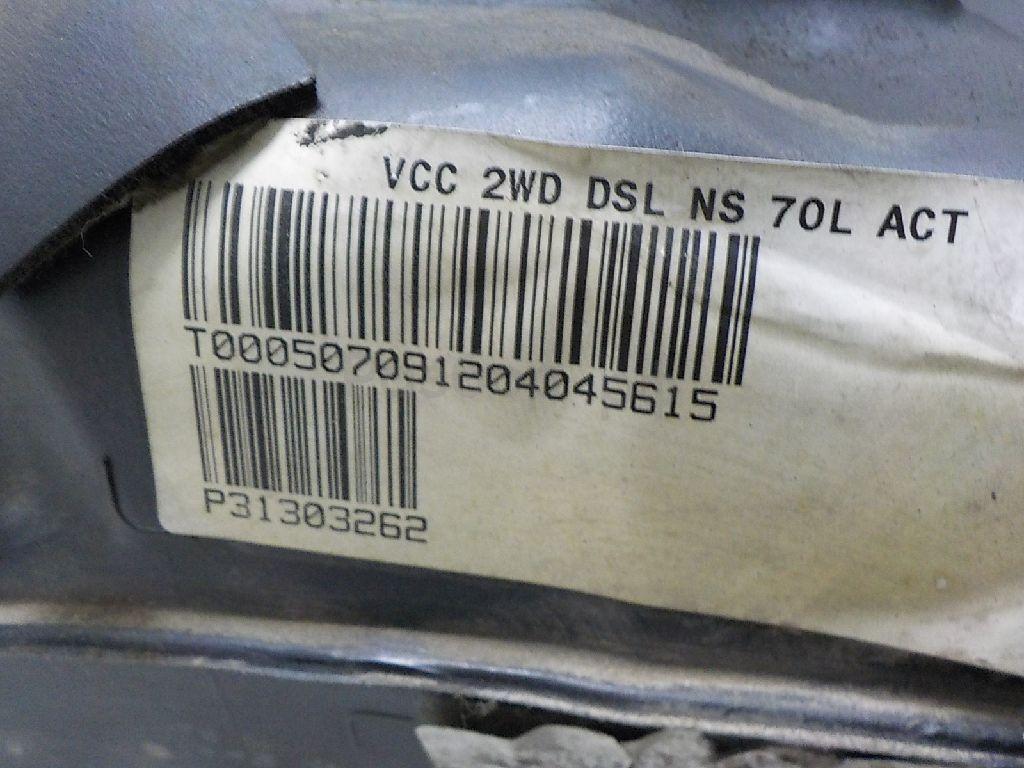 VCC 2WD DSL NS 70L ACT
T000507091204045615
P31303262